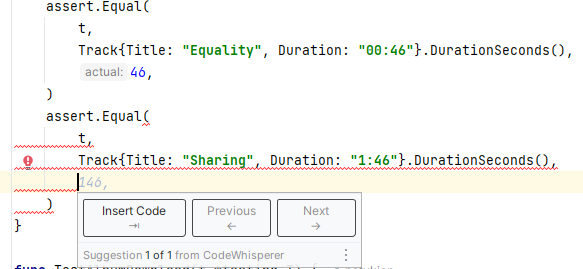 assert.Equal(
t,
Track{Title: "Equality", Duration: "00:46"}.DurationSeconds(),
actual: 46,
)
assert.Equal(
t,
Track{Title: "Sharing", Duration: "1:46"}.DurationSeconds(),
146,
)
Insert Code Previous Next
⇥ ← →
}
Suggestion 1 of 1 from CodeWhisperer
func